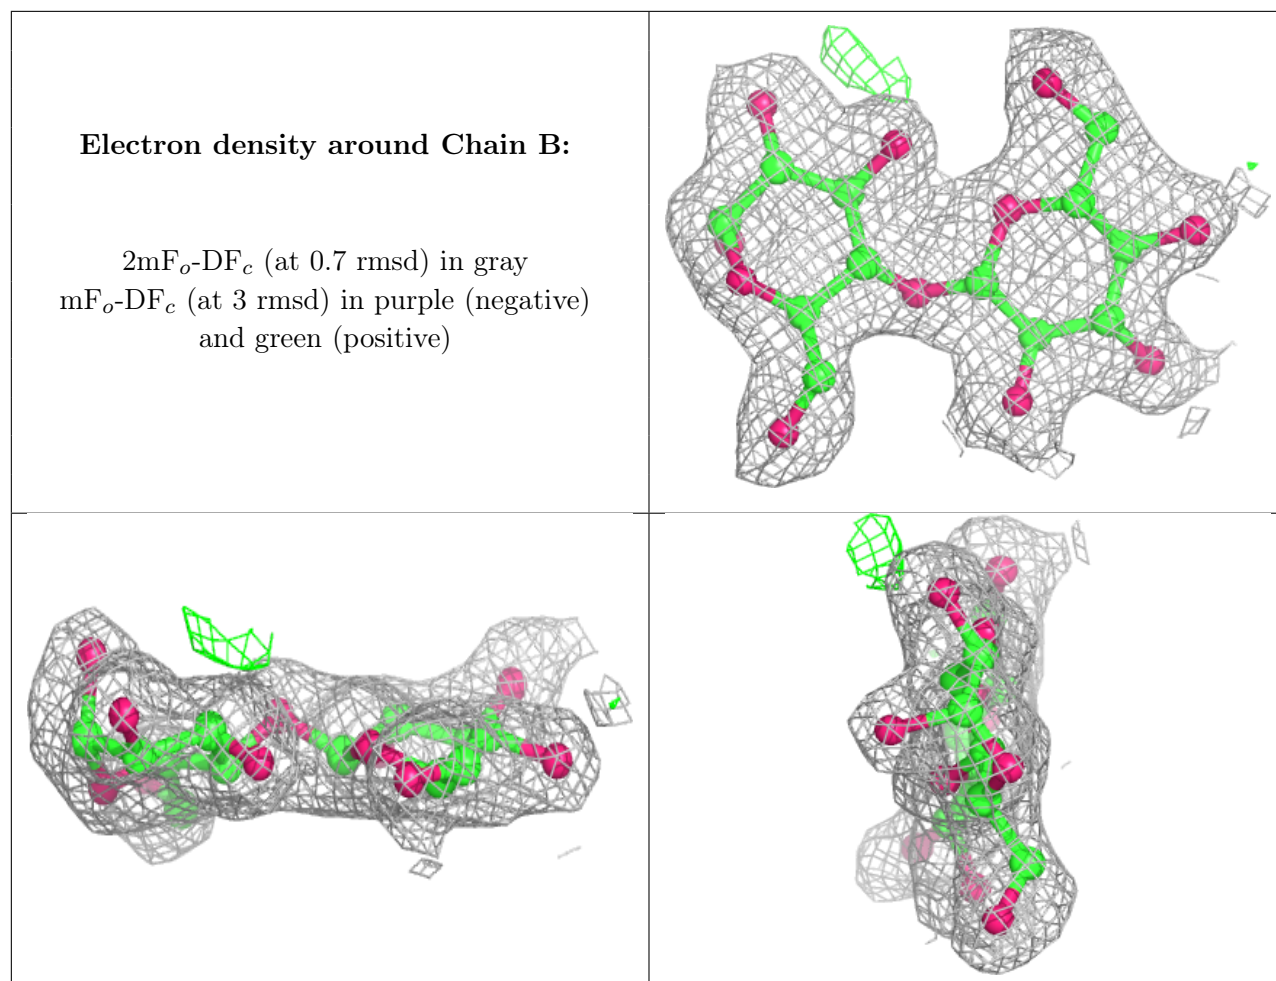 Electron density around Chain B:
2mFₒ-DF𝒸 (at 0.7 rmsd) in gray
mFₒ-DF𝒸 (at 3 rmsd) in purple (negative)
and green (positive)